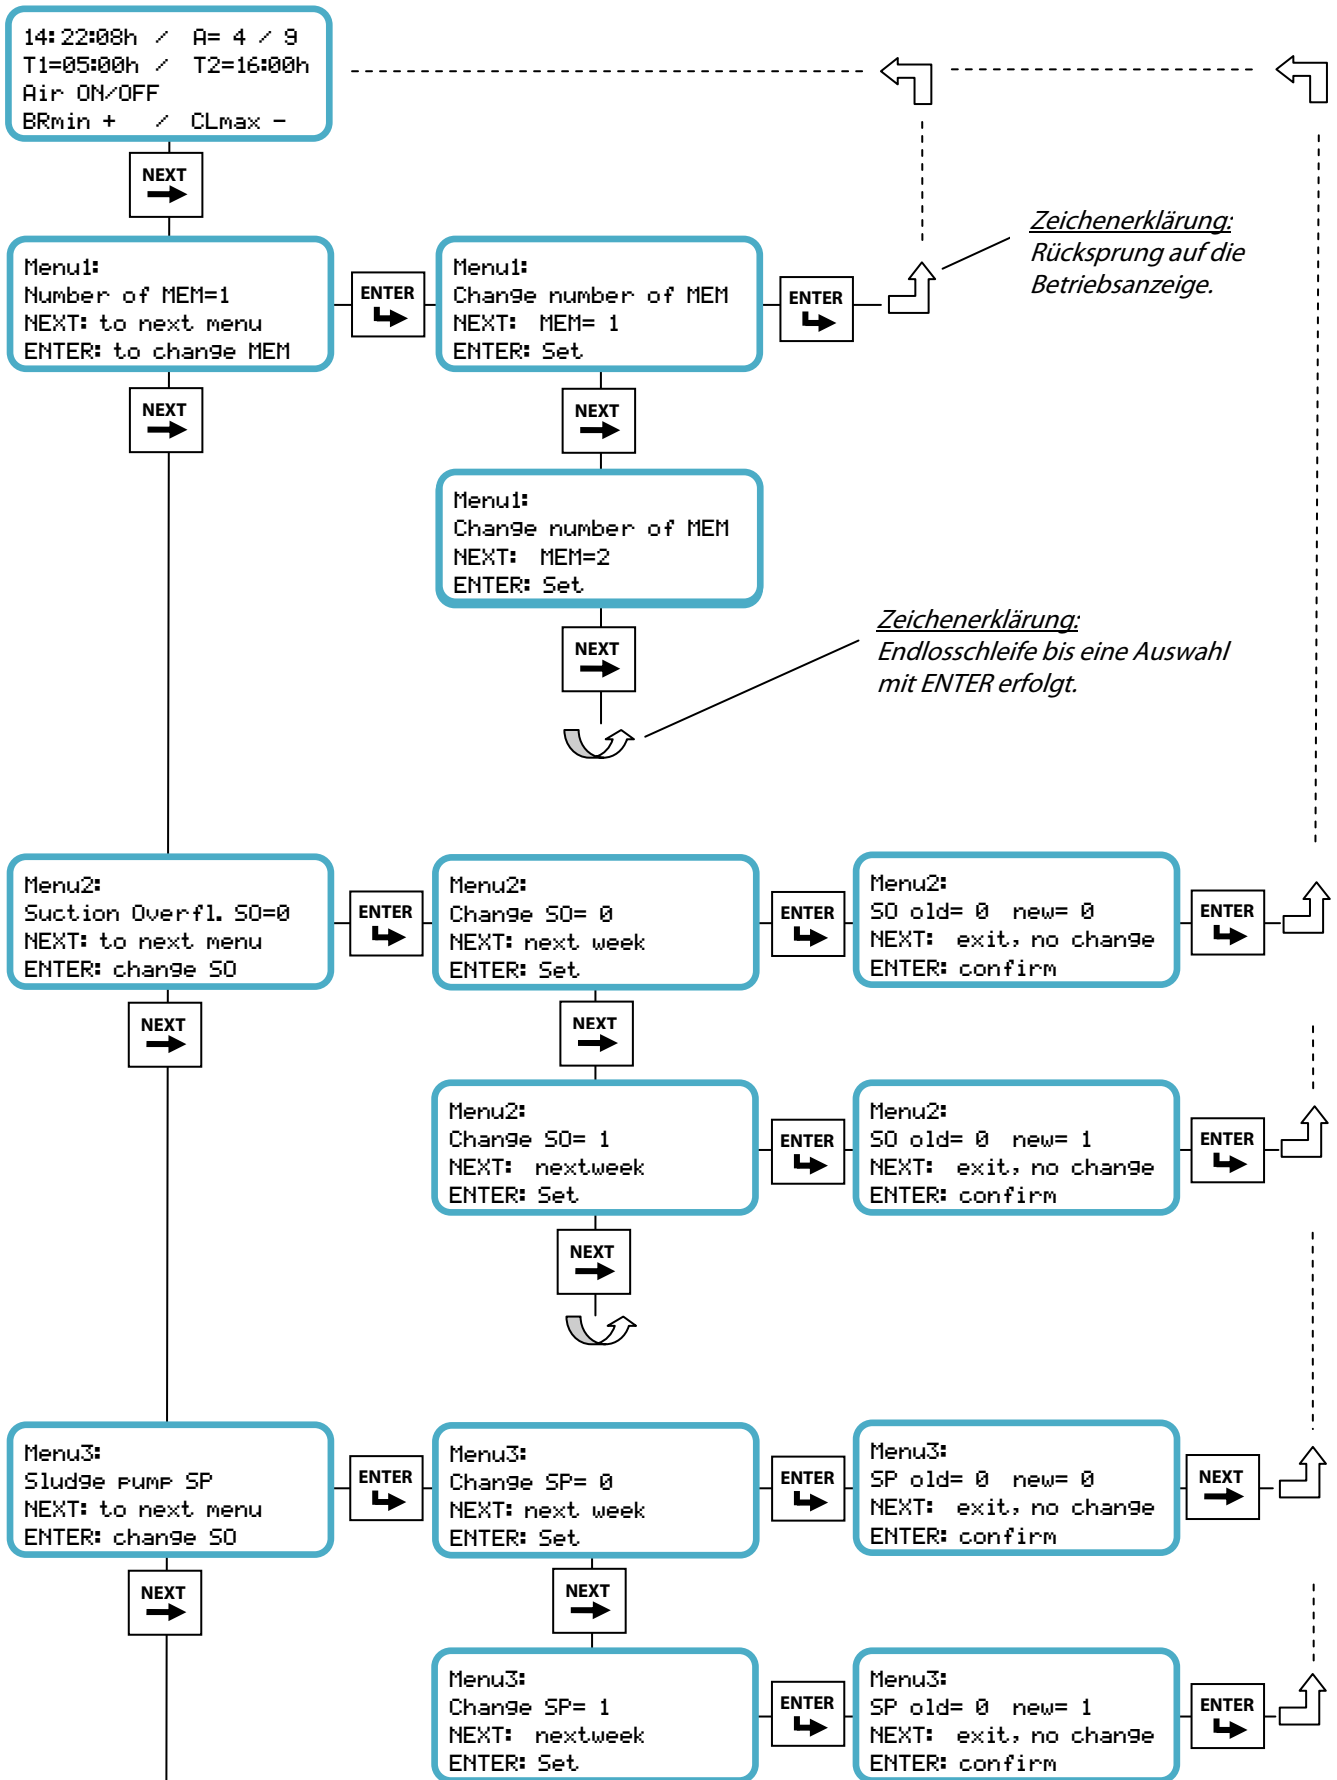 14:22:08h / A= 4 / 9
T1=05:00h / T2=16:00h
Air ON/OFF
BRmin + / CLmax -
NEXT
Menu1:
Number of MEM=1
NEXT: to next menu
ENTER: to change MEM
ENTER
Menu1:
Change number of MEM
NEXT: MEM= 1
ENTER: Set
ENTER
Zeichenerklärung:
Rücksprung auf die
Betriebsanzeige.
NEXT
NEXT
Menu1:
Change number of MEM
NEXT: MEM=2
ENTER: Set
NEXT
Zeichenerklärung:
Endlosschleife bis eine Auswahl
mit ENTER erfolgt.
Menu2:
Suction Overfl. SO=0
NEXT: to next menu
ENTER: change SO
ENTER
Menu2:
Change SO= 0
NEXT: next week
ENTER: Set
ENTER
Menu2:
SO old= 0 new= 0
NEXT: exit, no change
ENTER: confirm
ENTER
NEXT
NEXT
Menu2:
Change SO= 1
NEXT: nextweek
ENTER: Set
ENTER
Menu2:
SO old= 0 new= 1
NEXT: exit, no change
ENTER: confirm
ENTER
NEXT
Menu3:
Sludge pump SP
NEXT: to next menu
ENTER: change SO
ENTER
Menu3:
Change SP= 0
NEXT: next week
ENTER: Set
ENTER
Menu3:
SP old= 0 new= 0
NEXT: exit, no change
ENTER: confirm
NEXT
NEXT
NEXT
Menu3:
Change SP= 1
NEXT: nextweek
ENTER: Set
ENTER
Menu3:
SP old= 0 new= 1
NEXT: exit, no change
ENTER: confirm
ENTER